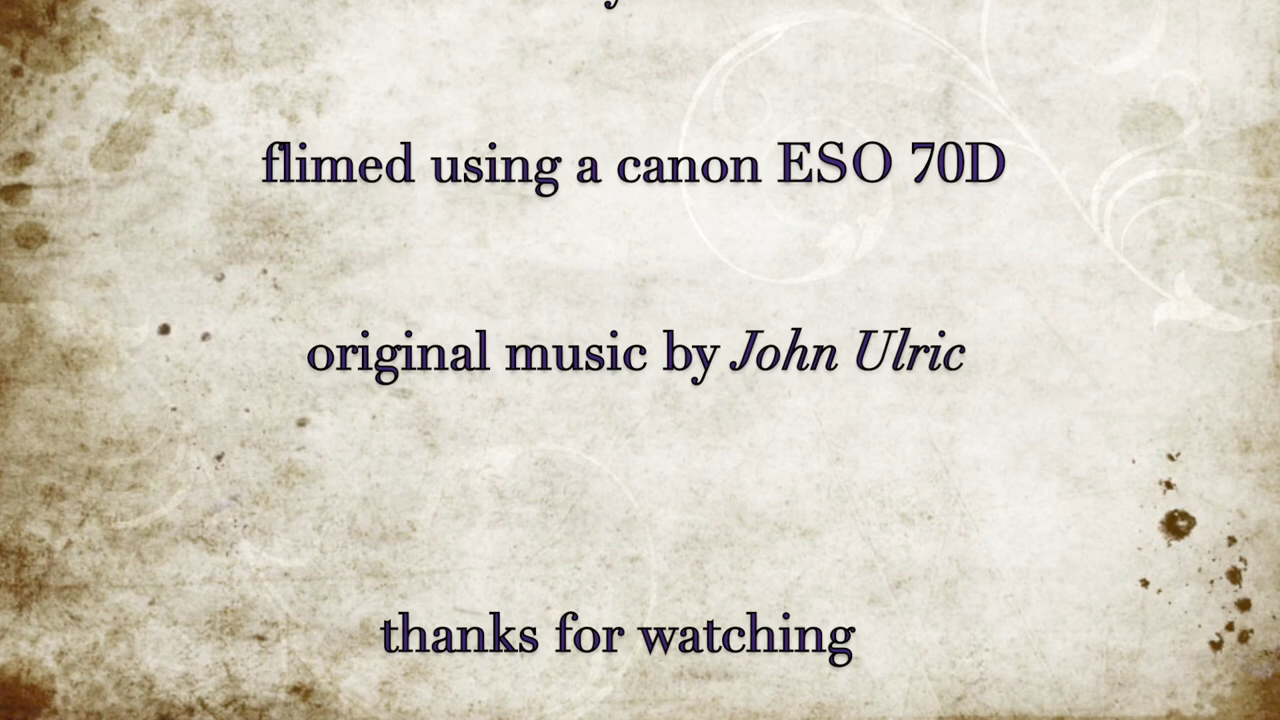 flimed using a canon ESO 70D
original music by John Ulric
thanks for watching